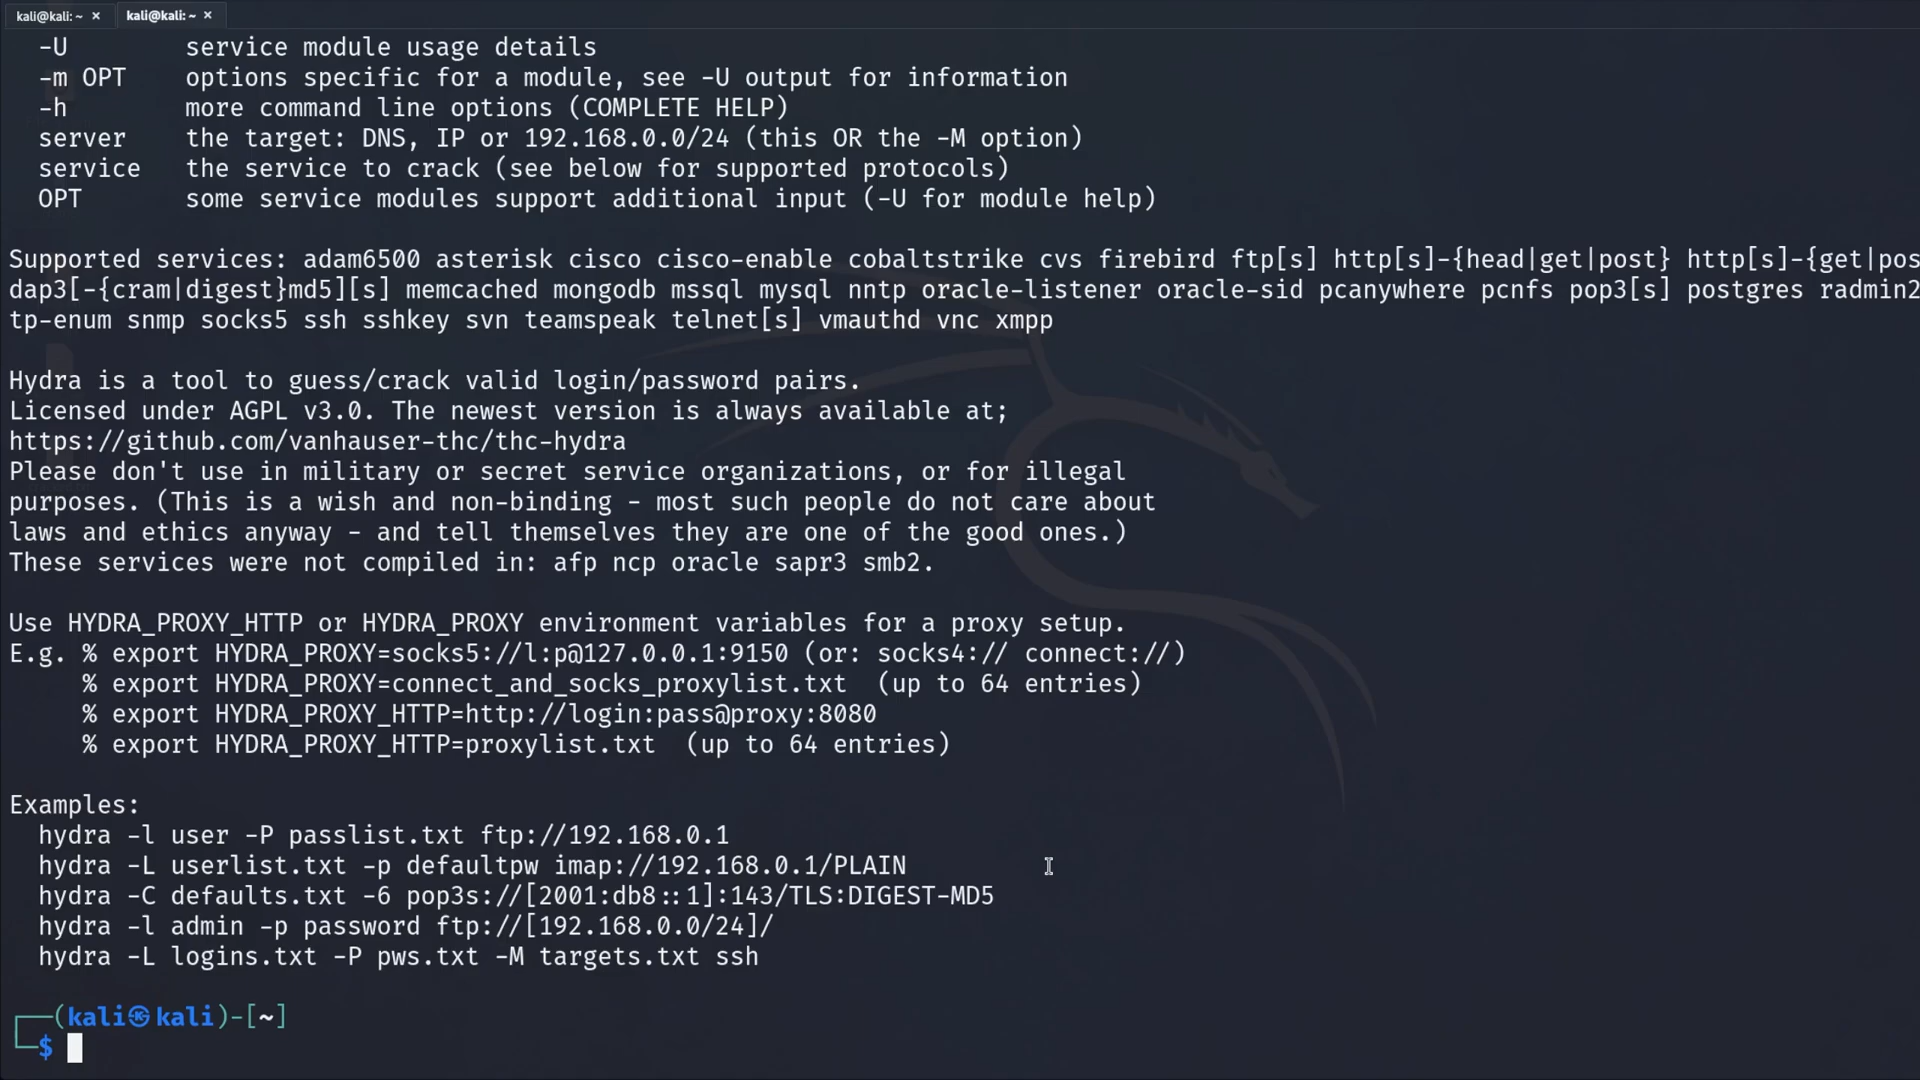 kali@kali: ~ ×
kali@kali: ~ ×
-U service module usage details
-m OPT options specific for a module, see -U output for information
-h more command line options (COMPLETE HELP)
server the target: DNS, IP or 192.168.0.0/24 (this OR the -M option)
service the service to crack (see below for supported protocols)
OPT some service modules support additional input (-U for module help)
Supported services: adam6500 asterisk cisco cisco-enable cobaltstrike cvs firebird ftp[s] http[s]-{head|get|post} http[s]-{get|pos
dap3[-{cram|digest}md5][s] memcached mongodb mssql mysql nntp oracle-listener oracle-sid pcanywhere pcnfs pop3[s] postgres radmin2
tp-enum snmp socks5 ssh sshkey svn teamspeak telnet[s] vmauthd vnc xmpp
Hydra is a tool to guess/crack valid login/password pairs.
Licensed under AGPL v3.0. The newest version is always available at;
https://github.com/vanhauser-thc/thc-hydra
Please don't use in military or secret service organizations, or for illegal
purposes. (This is a wish and non-binding - most such people do not care about
laws and ethics anyway - and tell themselves they are one of the good ones.)
These services were not compiled in: afp ncp oracle sapr3 smb2.
Use HYDRA_PROXY_HTTP or HYDRA_PROXY environment variables for a proxy setup.
E.g. % export HYDRA_PROXY=socks5://l:p@127.0.0.1:9150 (or: socks4:// connect://)
% export HYDRA_PROXY=connect_and_socks_proxylist.txt (up to 64 entries)
% export HYDRA_PROXY_HTTP=http://login:pass@proxy:8080
% export HYDRA_PROXY_HTTP=proxylist.txt (up to 64 entries)
Examples:
hydra -l user -P passlist.txt ftp://192.168.0.1
hydra -L userlist.txt -p defaultpw imap://192.168.0.1/PLAIN
hydra -C defaults.txt -6 pop3s://[2001:db8::1]:143/TLS:DIGEST-MD5
hydra -l admin -p password ftp://[192.168.0.0/24]/
hydra -L logins.txt -P pws.txt -M targets.txt ssh
┌──(kali㉿kali)-[~]
└─$